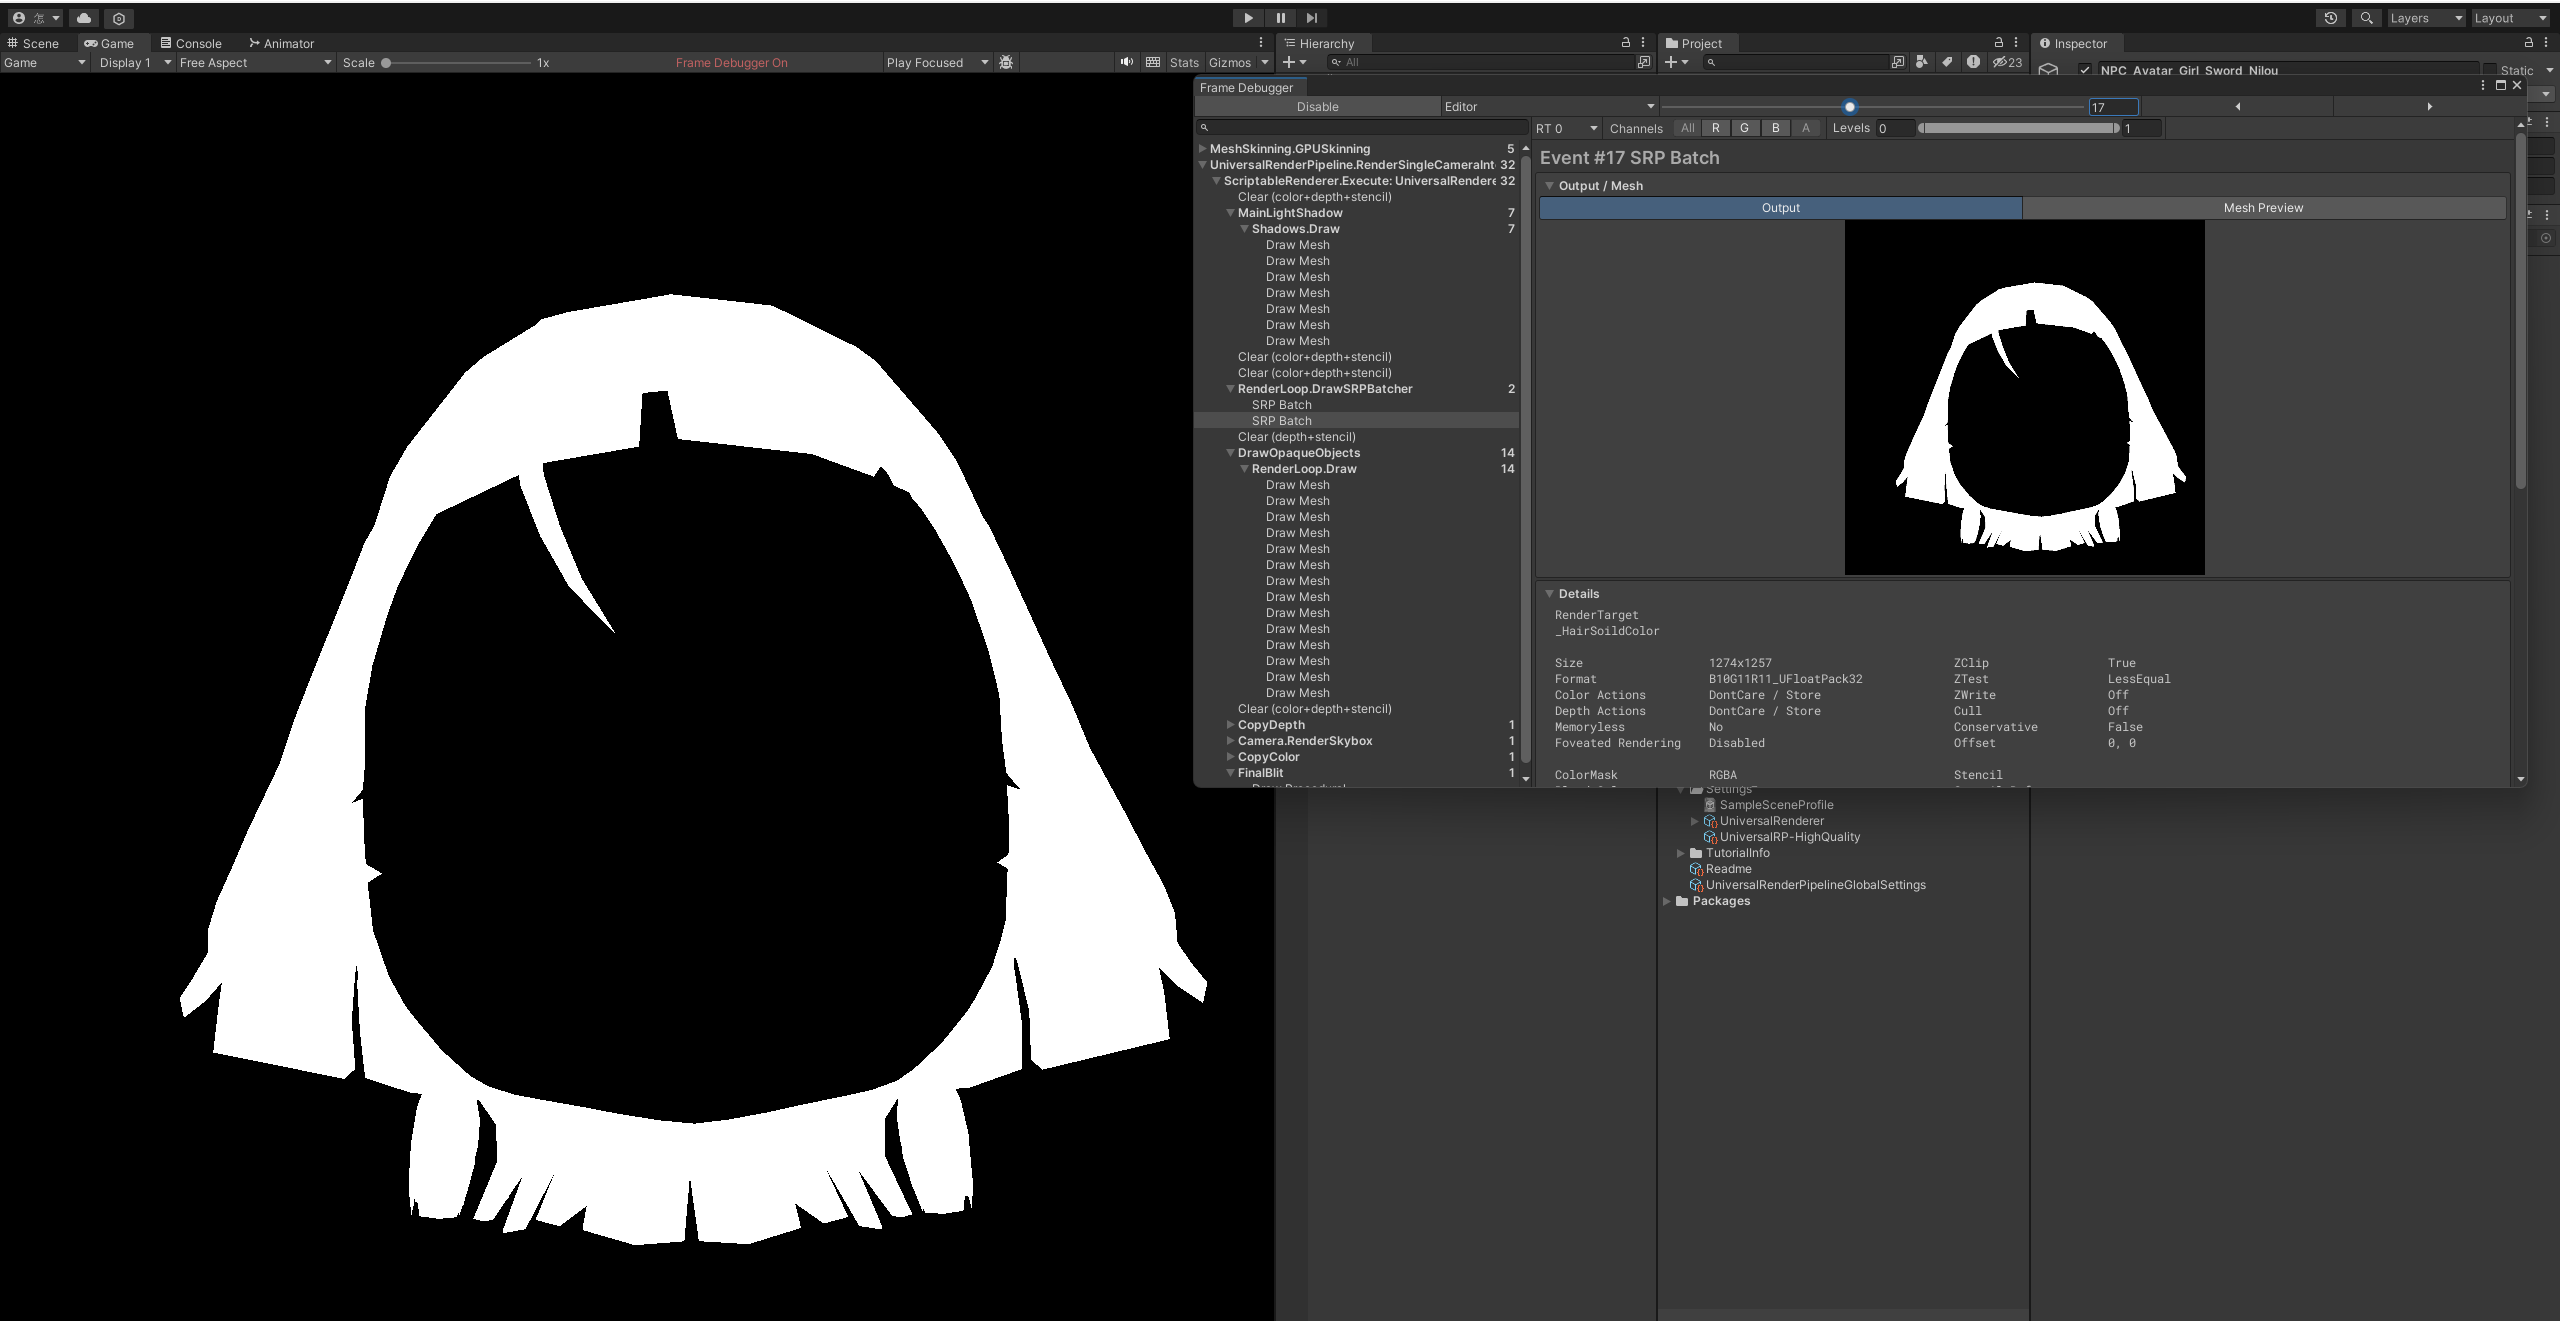 怎
Layers
Layout
Scene
Game
Console
Animator
Hierarchy
Project
Inspector
Game
Display 1
Free Aspect
Scale
1x
Frame Debugger On
Play Focused
Stats
Gizmos
All
23
NPC_Avatar_Girl_Sword_Nilou
Static
Frame Debugger
Disable
Editor
17
RT 0
Channels
All
R
G
B
A
Levels
0
1
MeshSkinning.GPUSkinning 5
UniversalRenderPipeline.RenderSingleCameraInt 32
ScriptableRenderer.Execute: UniversalRendere 32
Clear (color+depth+stencil)
MainLightShadow 7
Shadows.Draw 7
Draw Mesh
Draw Mesh
Draw Mesh
Draw Mesh
Draw Mesh
Draw Mesh
Draw Mesh
Clear (color+depth+stencil)
Clear (color+depth+stencil)
RenderLoop.DrawSRPBatcher 2
SRP Batch
SRP Batch
Clear (depth+stencil)
DrawOpaqueObjects 14
RenderLoop.Draw 14
Draw Mesh
Draw Mesh
Draw Mesh
Draw Mesh
Draw Mesh
Draw Mesh
Draw Mesh
Draw Mesh
Draw Mesh
Draw Mesh
Draw Mesh
Draw Mesh
Draw Mesh
Draw Mesh
Clear (color+depth+stencil)
CopyDepth 1
Camera.RenderSkybox 1
CopyColor 1
FinalBlit 1
Event #17 SRP Batch
Output / Mesh
Output
Mesh Preview
Details
RenderTarget
_HairSoildColor
Size 1274x1257 ZClip True
Format B10G11R11_UFloatPack32 ZTest LessEqual
Color Actions DontCare / Store ZWrite Off
Depth Actions DontCare / Store Cull Off
Memoryless No Conservative False
Foveated Rendering Disabled Offset 0, 0
ColorMask RGBA Stencil
Settings
SampleSceneProfile
UniversalRenderer
UniversalRP-HighQuality
TutorialInfo
Readme
UniversalRenderPipelineGlobalSettings
Packages